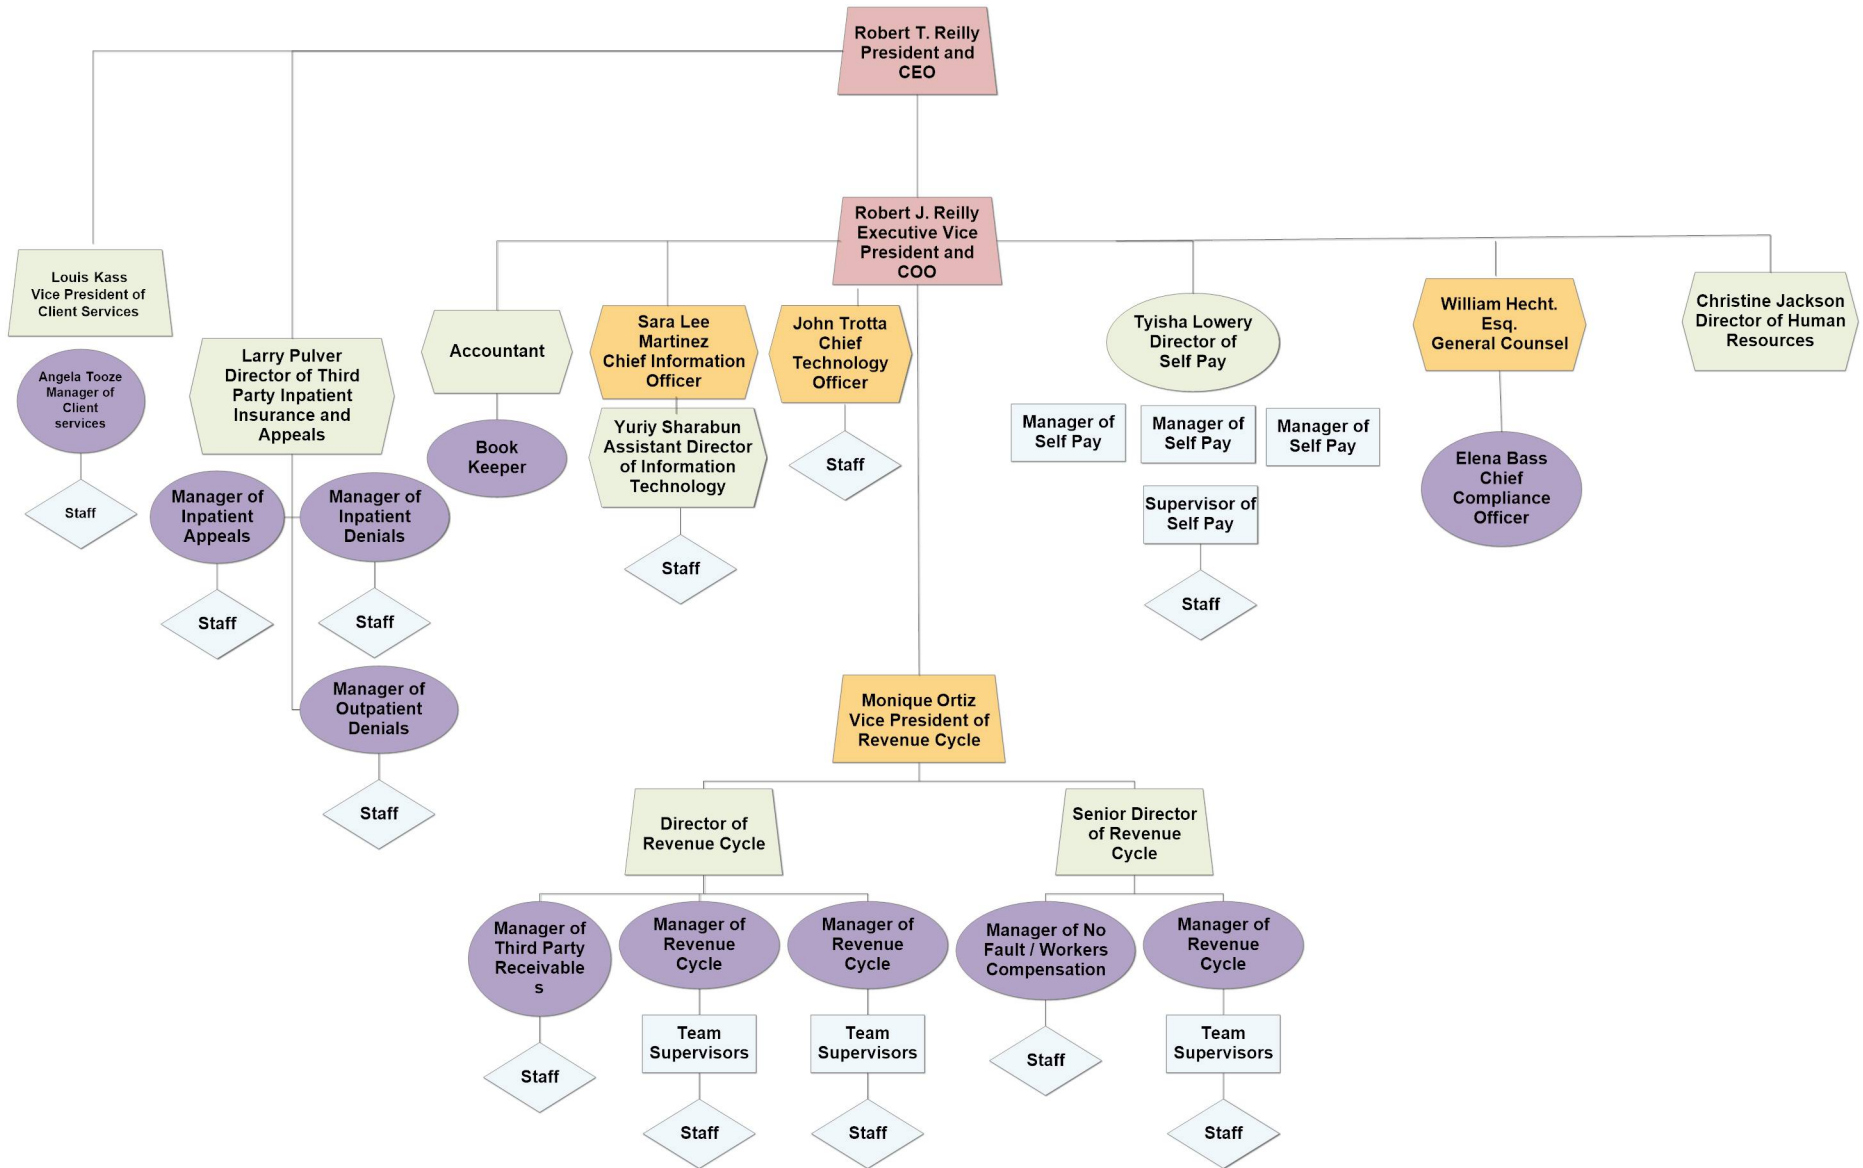 Robert T. Reilly
President and
CEO
Robert J. Reilly
Executive Vice
President and
COO
Louis Kass
Vice President of
Client Services
Angela Tooze
Manager of
Client
services
Staff
Larry Pulver
Director of Third
Party Inpatient
Insurance and
Appeals
Manager of
Inpatient
Appeals
Staff
Manager of
Inpatient
Denials
Staff
Manager of
Outpatient
Denials
Staff
Accountant
Book
Keeper
Sara Lee
Martinez
Chief Information
Officer
Yuriy Sharabun
Assistant Director
of Information
Technology
Staff
John Trotta
Chief
Technology
Officer
Staff
Tyisha Lowery
Director of
Self Pay
Manager of
Self Pay
Manager of
Self Pay
Manager of
Self Pay
Supervisor of
Self Pay
Staff
William Hecht.
Esq.
General Counsel
Elena Bass
Chief
Compliance
Officer
Christine Jackson
Director of Human
Resources
Monique Ortiz
Vice President of
Revenue Cycle
Director of
Revenue Cycle
Senior Director
of Revenue
Cycle
Manager of
Third Party
Receivable
s
Staff
Manager of
Revenue
Cycle
Team
Supervisors
Staff
Manager of
Revenue
Cycle
Team
Supervisors
Staff
Manager of No
Fault / Workers
Compensation
Staff
Manager of
Revenue
Cycle
Team
Supervisors
Staff